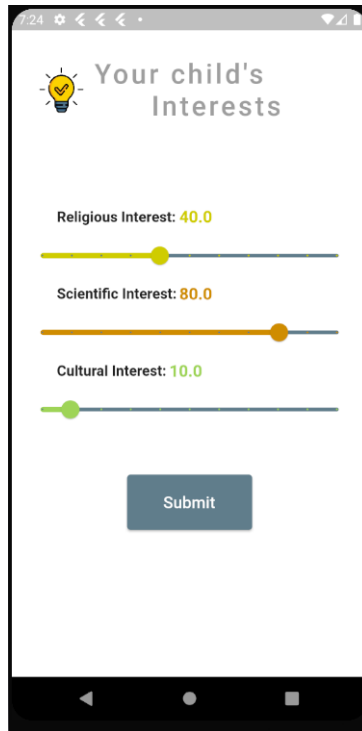 7:24
Your child's
Interests
Religious Interest: 40.0
Scientific Interest: 80.0
Cultural Interest: 10.0
Submit